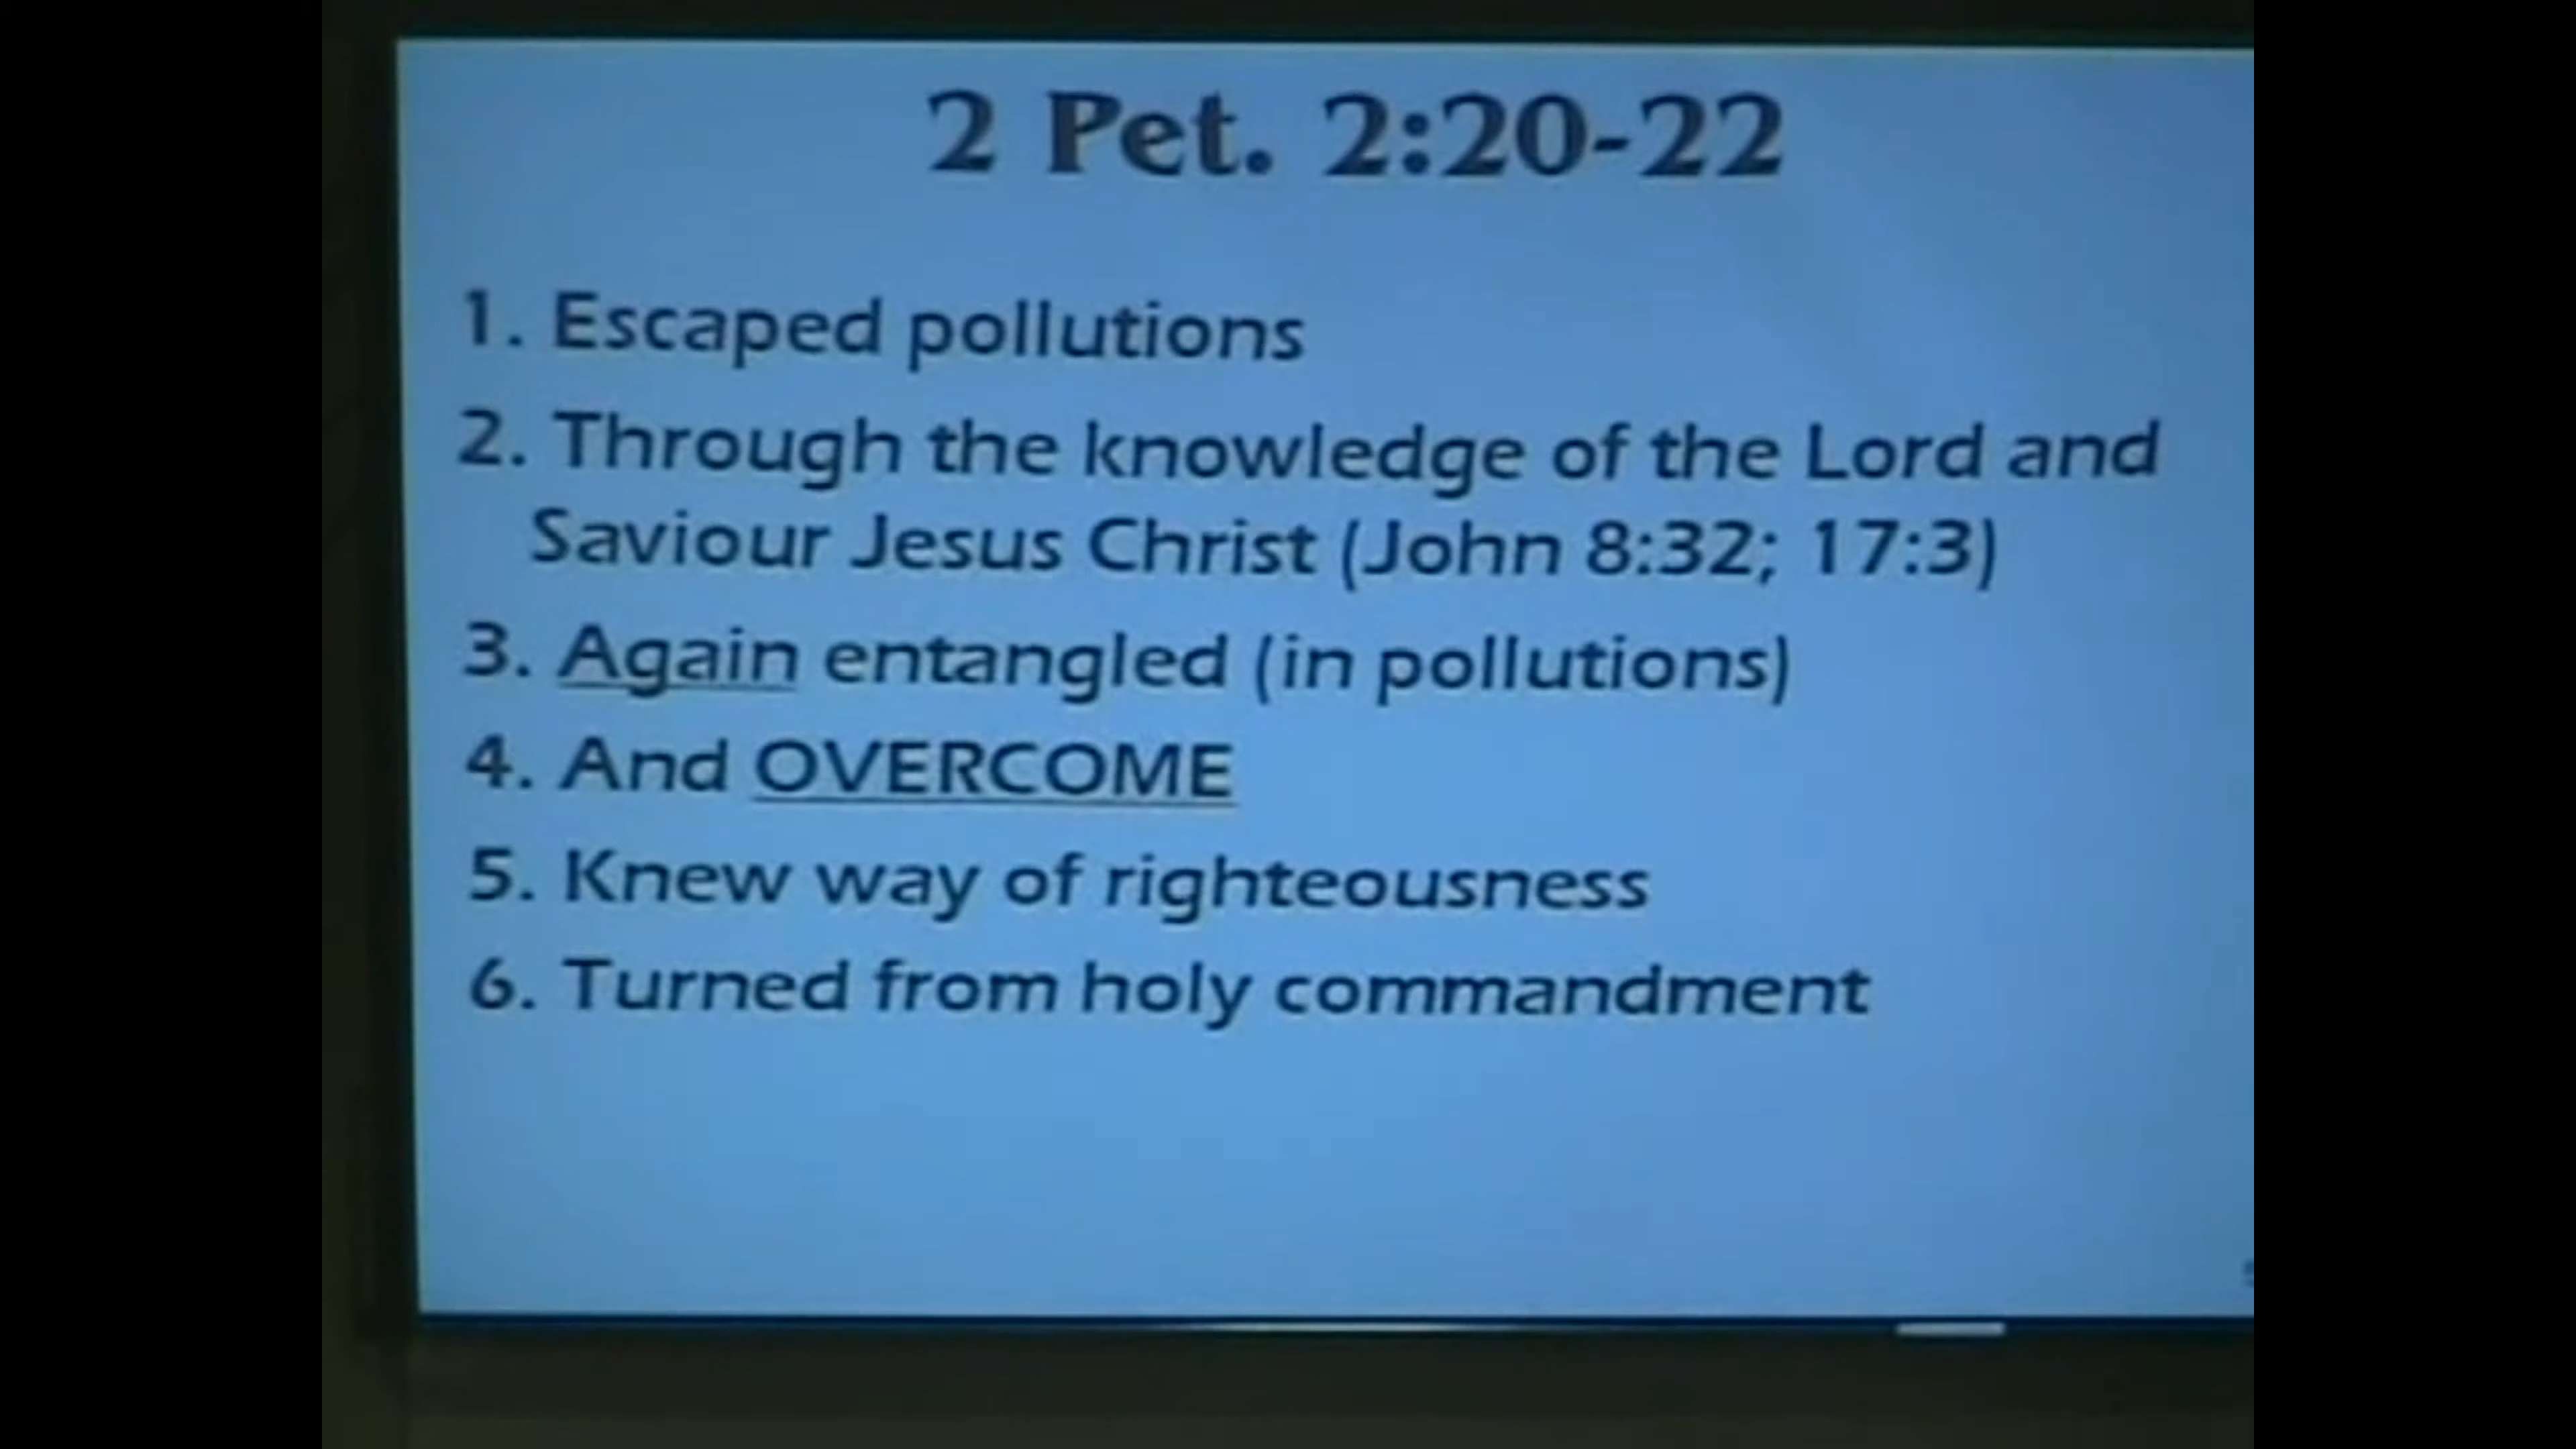 2 Pet. 2:20-22
1. Escaped pollutions
2. Through the knowledge of the Lord and
Saviour Jesus Christ (John 8:32; 17:3)
3. Again entangled (in pollutions)
4. And OVERCOME
5. Knew way of righteousness
6. Turned from holy commandment